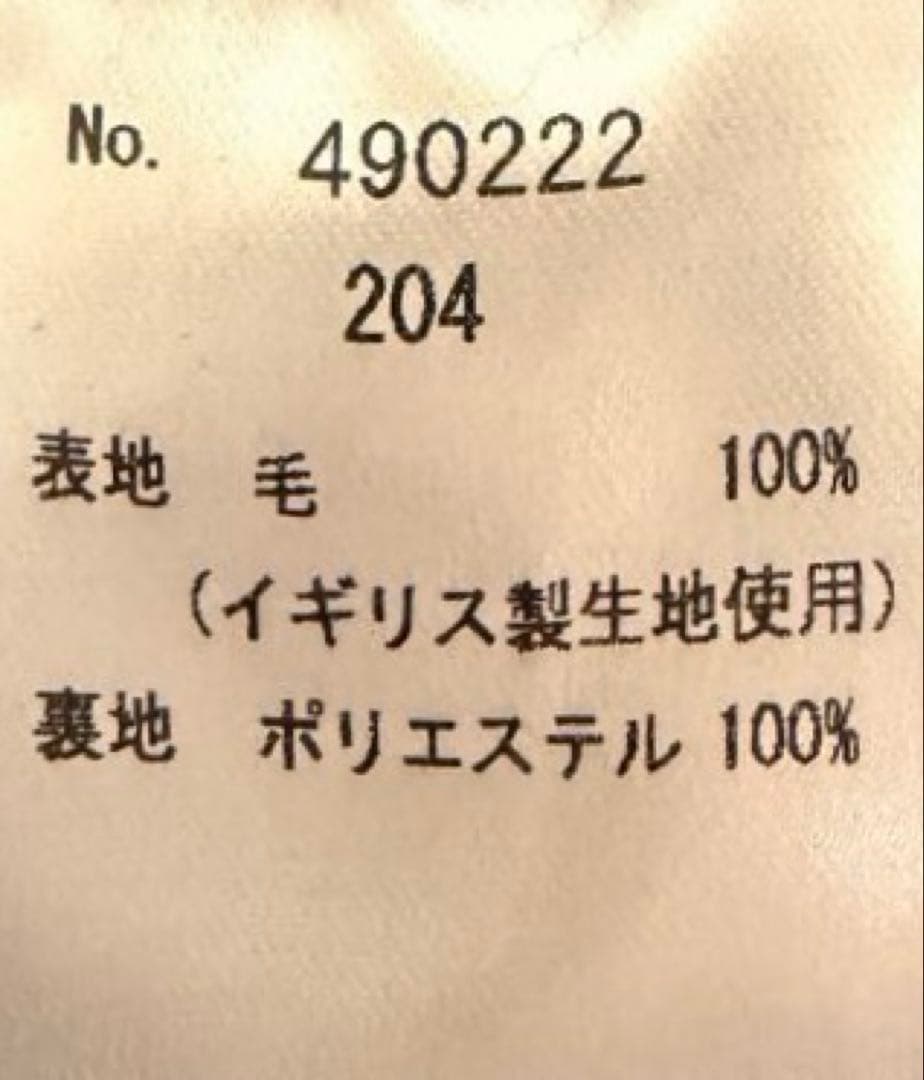 No. 490222
204
表地 毛 100%
(イギリス製生地使用)
裏地 ポリエステル 100%